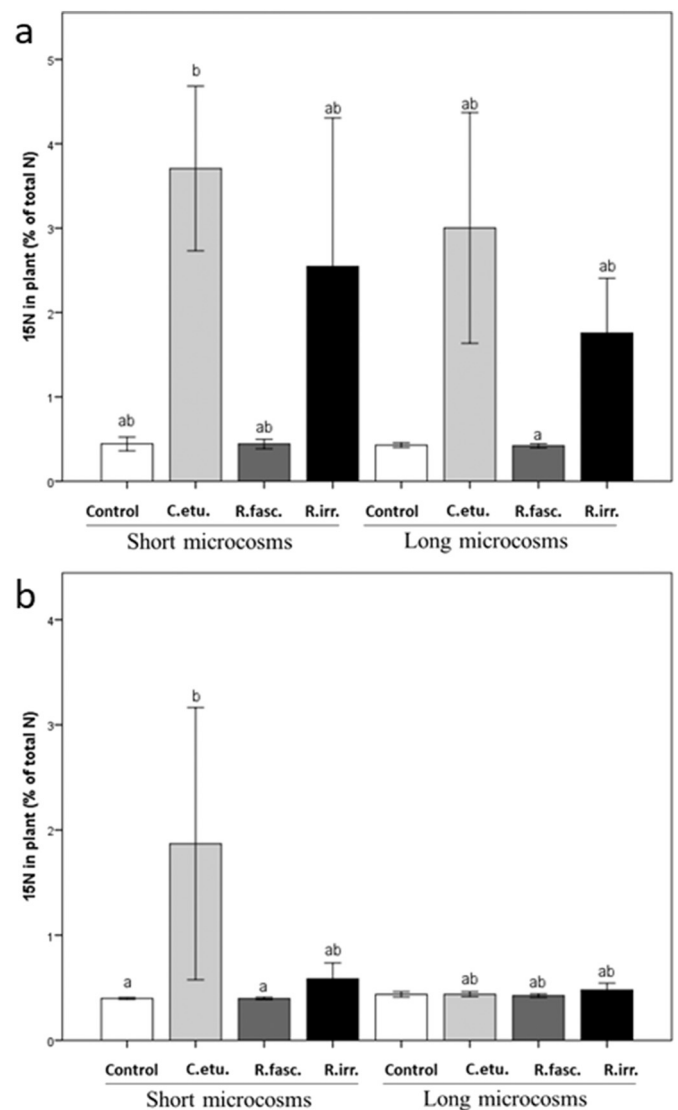 a
15N in plant (% of total N)
5
4
3
2
1
0
ab
b
ab
ab
ab
a
ab
Control C.etu. R.fasc. R.irr. Control C.etu. R.fasc. R.irr.
Short microcosms Long microcosms
b
15N in plant (% of total N)
4
3
2
1
0
a
b
a
ab
ab
ab
ab
Control C.etu. R.fasc. R.irr. Control C.etu. R.fasc. R.irr.
Short microcosms Long microcosms